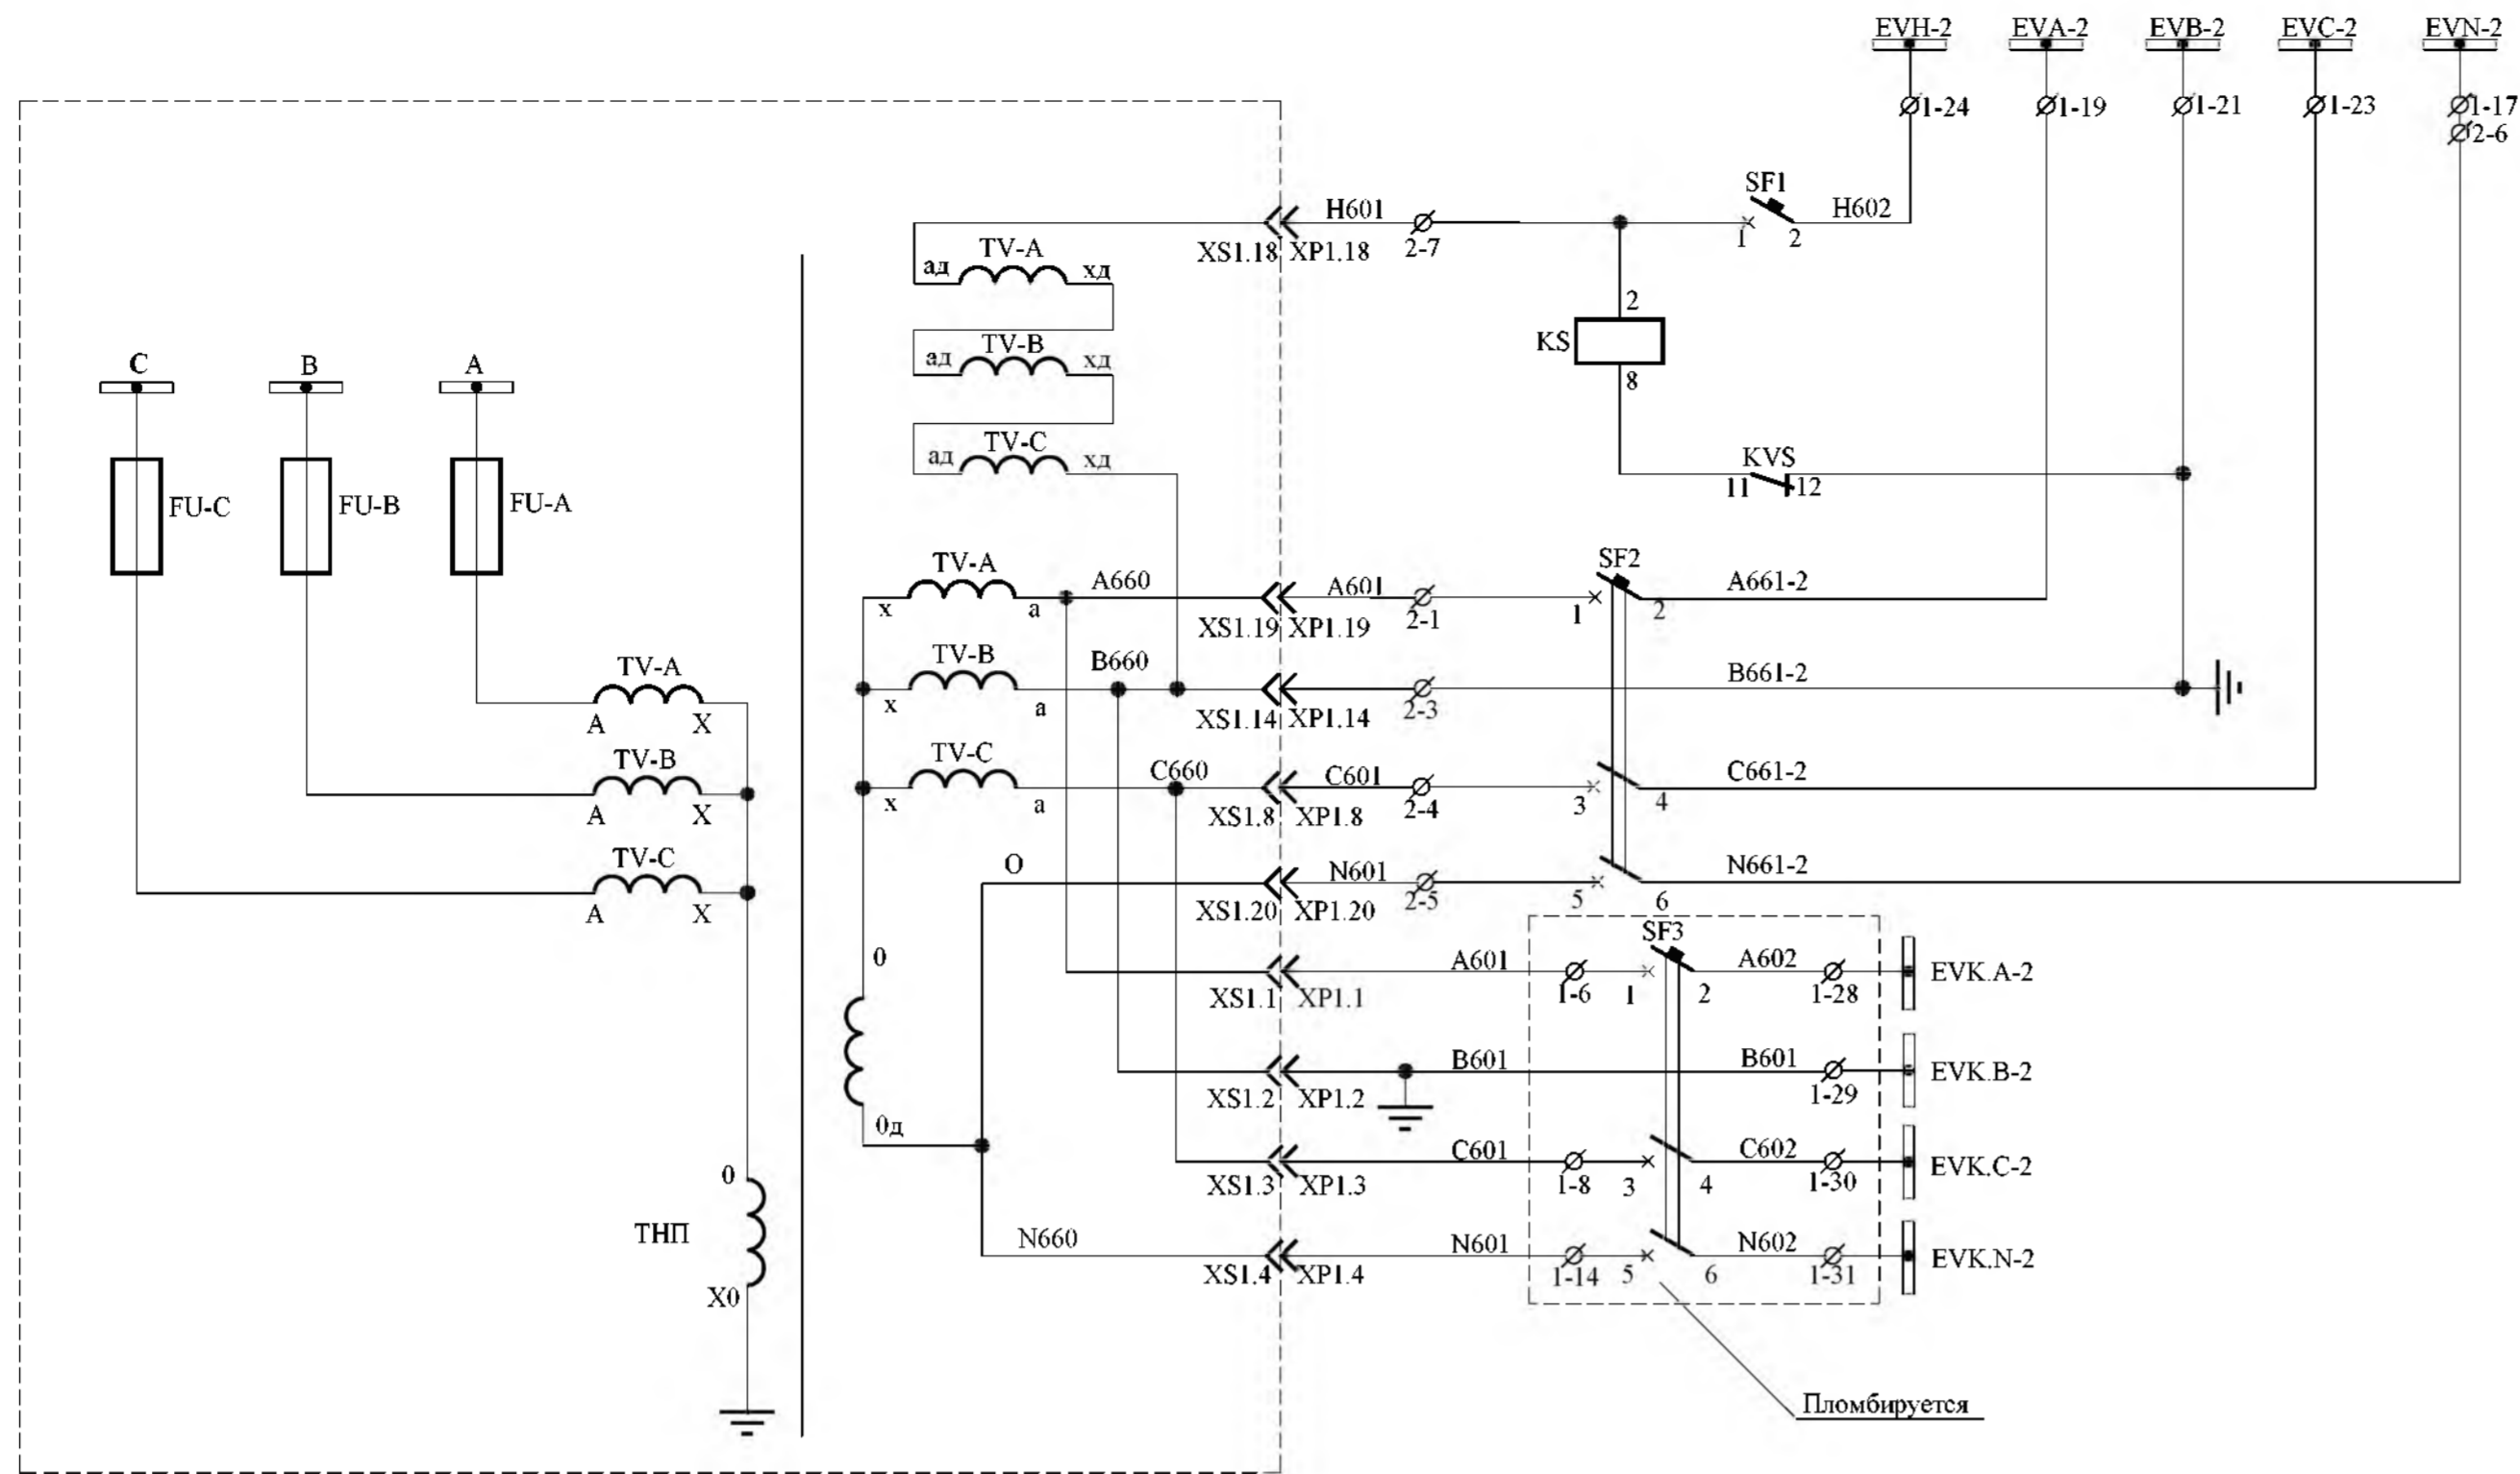 EVH-2 EVA-2 EVB-2 EVC-2 EVN-2
1-24 1-19 1-21 1-23 1-17
2-6
SF1
H601 H602
XS1.18 XP1.18 2-7 1 2
TV-A
ад хд
2
KS
8
TV-B
ад хд
C B A
TV-C
ад хд
KVS
11 12
FU-C FU-B FU-A
TV-A A660 A601 SF2 A661-2
х а 1 2
XS1.19 XP1.19 2-1
TV-B B660 B661-2
х а
XS1.14 XP1.14 2-3
TV-A
A X
TV-C C660 C601 C661-2
х а 3 4
XS1.8 XP1.8 2-4
TV-B
A X
O N601 N661-2
XS1.20 XP1.20 2-5 5 6
TV-C
A X
SF3
0 A601 A602 EVK.A-2
XS1.1 XP1.1 1-6 1 2 1-28
B601 B601 EVK.B-2
XS1.2 XP1.2 1-29
0д
C601 C602 EVK.C-2
XS1.3 XP1.3 1-8 3 4 1-30
0
ТНП
X0
N660 N601 N602 EVK.N-2
XS1.4 XP1.4 1-14 5 6 1-31
Пломбируется